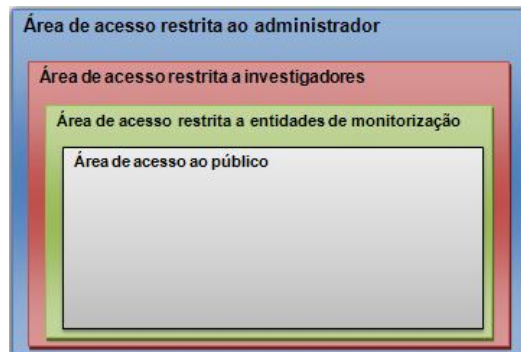 Área de acesso restrita ao administrador
Área de acesso restrita a investigadores
Área de acesso restrita a entidades de monitorização
Área de acesso ao público